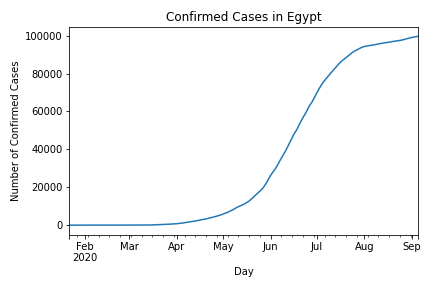 Confirmed Cases in Egypt
Number of Confirmed Cases
100000
80000
60000
40000
20000
0
Feb Mar Apr May Jun Jul Aug Sep
2020
Day